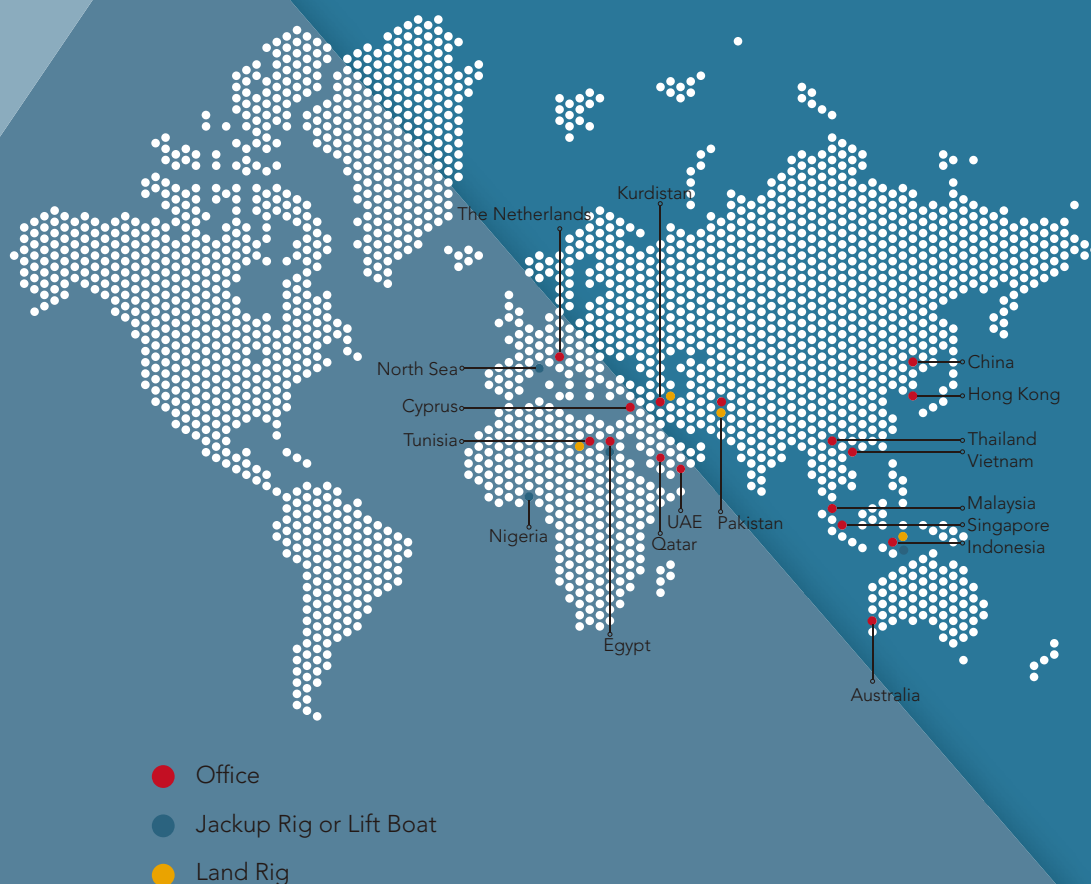 Kurdistan
The Netherlands
China
North Sea
Hong Kong
Cyprus
Tunisia
Thailand
Vietnam
Malaysia
UAE
Pakistan
Singapore
Nigeria
Qatar
Indonesia
Egypt
Australia
Office
Jackup Rig or Lift Boat
Land Rig